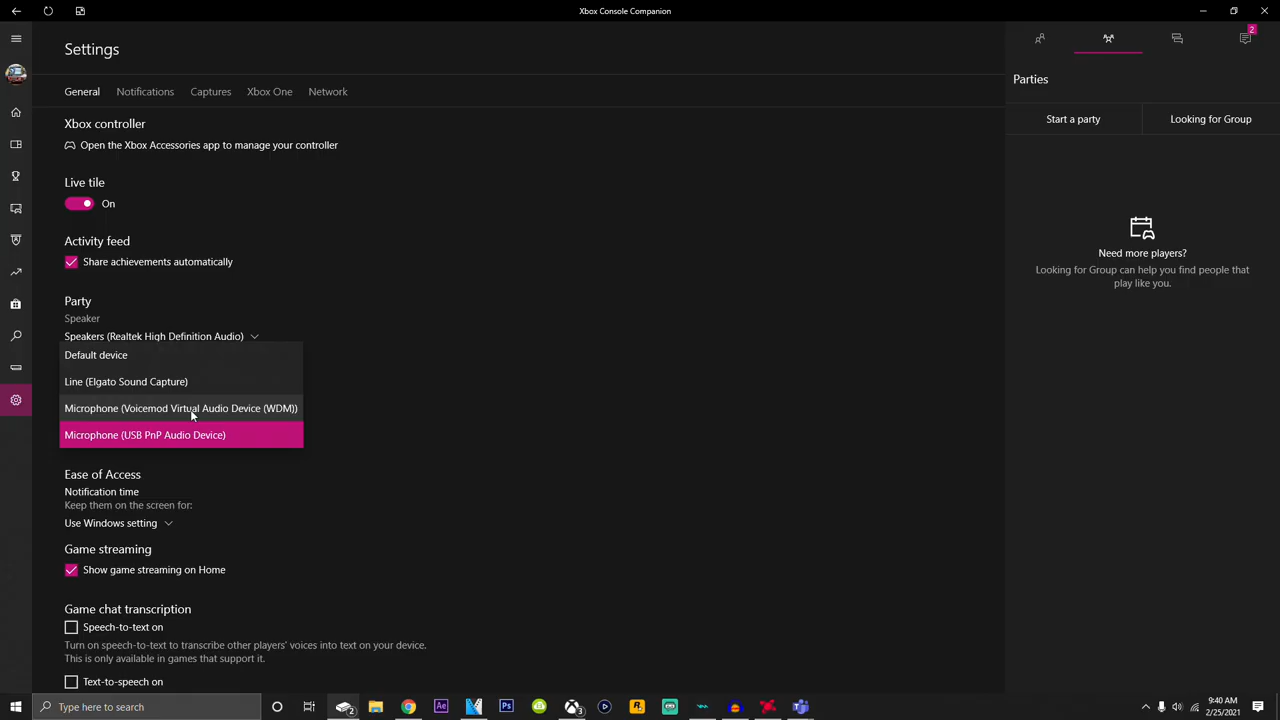 Xbox Console Companion
Settings
General
Notifications
Captures
Xbox One
Network
Xbox controller
Open the Xbox Accessories app to manage your controller
Live tile
On
Activity feed
Share achievements automatically
Party
Speaker
Speakers (Realtek High Definition Audio)
Default device
Line (Elgato Sound Capture)
Microphone (Voicemod Virtual Audio Device (WDM))
Microphone (USB PnP Audio Device)
Ease of Access
Notification time
Keep them on the screen for:
Use Windows setting
Game streaming
Show game streaming on Home
Game chat transcription
Speech-to-text on
Turn on speech-to-text to transcribe other players' voices into text on your device.
This is only available in games that support it.
Text-to-speech on
2
Parties
Start a party
Looking for Group
Need more players?
Looking for Group can help you find people that
play like you.
Type here to search
2
Ae
Ps
3
R
9:40 AM
2/25/2021